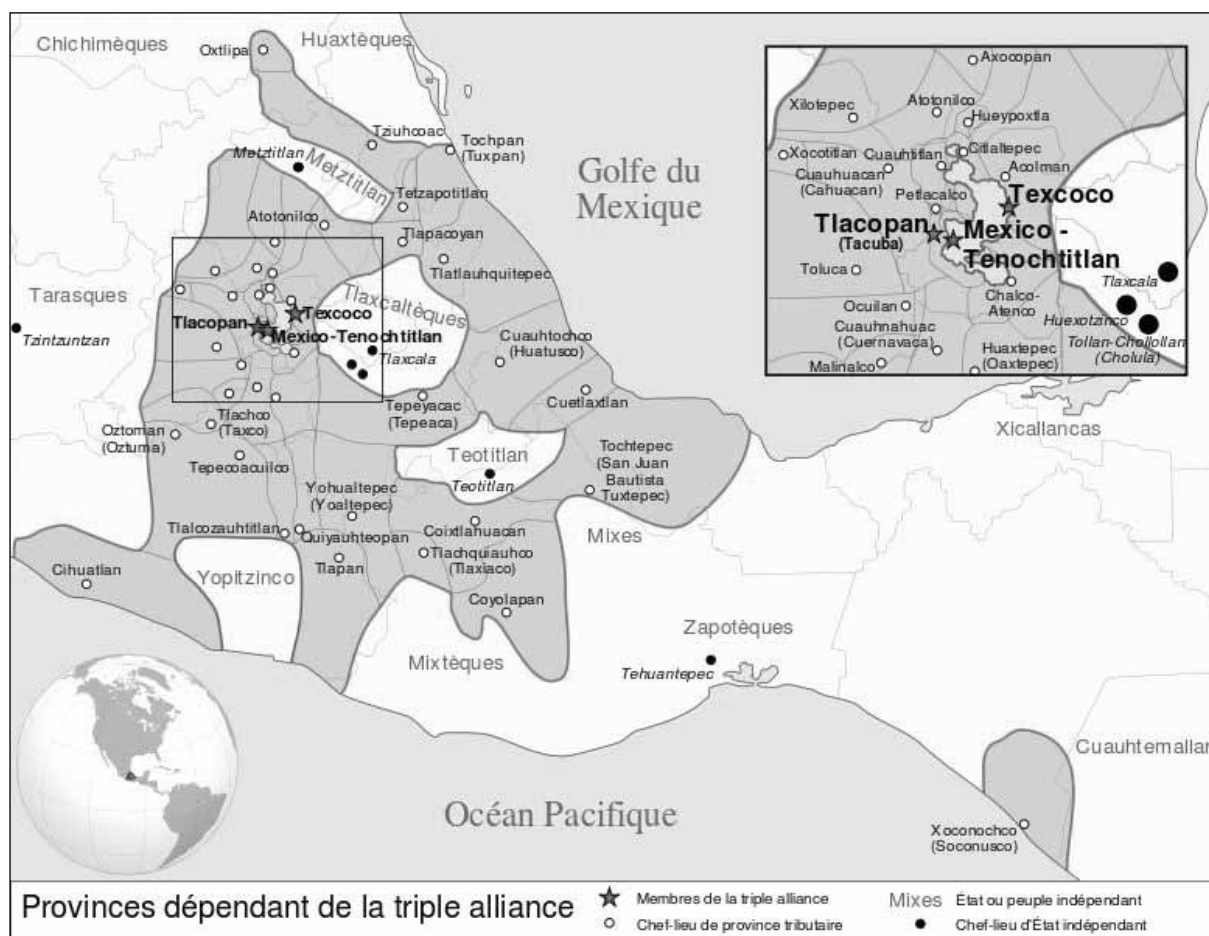 Chichimèques
Huaxtèques
Oxtlipa
Tziuhcoac
Tochpan
(Tuxpan)
Metztitlan
Metztitlan
Tetzapotitlan
Atotonilco
Tlapacoyan
Tlatlauhquitepec
Golfe du
Mexique
Tarasques
Tzintzuntzan
Tlaxcaltèques
Texcoco
Tlacopan
Mexico-Tenochtitlan
Tlaxcala
Cuauhtochco
(Huatusco)
Tepeyacac
(Tepeaca)
Cuetlaxtlan
Oztoman
(Oztuma)
Tlachco
(Taxco)
Tepecoacuilco
Teotitlan
Teotitlan
Tochtepec
(San Juan
Bautista
Tuxtepec)
Yohualtepec
(Yoaltepec)
Tlalcozauhtitlan
Quiyauhteopan
Coixtlahuacan
Mixes
Tlachquiauhco
(Tlaxiaco)
Tlapan
Cihuatlan
Yopitzinco
Coyolapan
Mixtèques
Zapotèques
Tehuantepec
Xicallancas
Cuauhtemallan
Xoconochco
(Soconusco)
Océan Pacifique
Axocopan
Xilotepec
Atotonilco
Hueypoxtla
Xocotitlan
Cuauhtitlan
Citlaltepec
Cuahuacan
(Cahuacan)
Acolman
Petlacalco
Texcoco
Tlacopan
(Tacuba)
Mexico -
Tenochtitlan
Toluca
Chalco-
Atenco
Tlaxcala
Ocuilan
Huexotzinco
Cuauhnahuac
(Cuernavaca)
Tollan-Chollollan
(Cholula)
Malinalco
Huaxtepec
(Oaxtepec)
Provinces dépendant de la triple alliance
Membres de la triple alliance
Chef-lieu de province tributaire
Mixes État ou peuple indépendant
Chef-lieu d'État indépendant